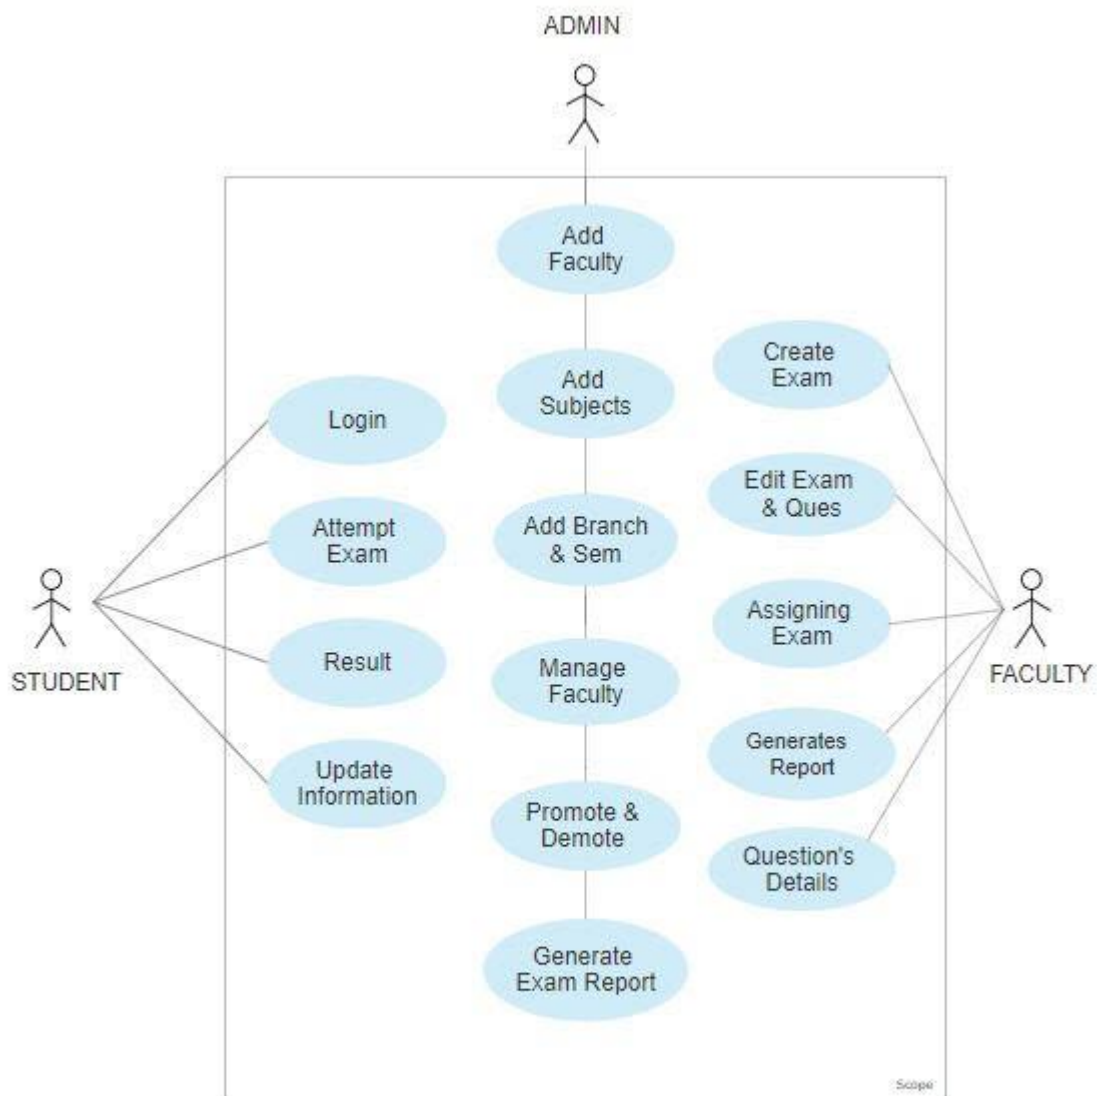 ADMIN
Add
Faculty
Add
Subjects
Add Branch
& Sem
Manage
Faculty
Promote &
Demote
Generate
Exam Report
Login
Attempt
Exam
Result
Update
Information
STUDENT
Create
Exam
Edit Exam
& Ques
Assigning
Exam
Generates
Report
Question's
Details
FACULTY
Scope